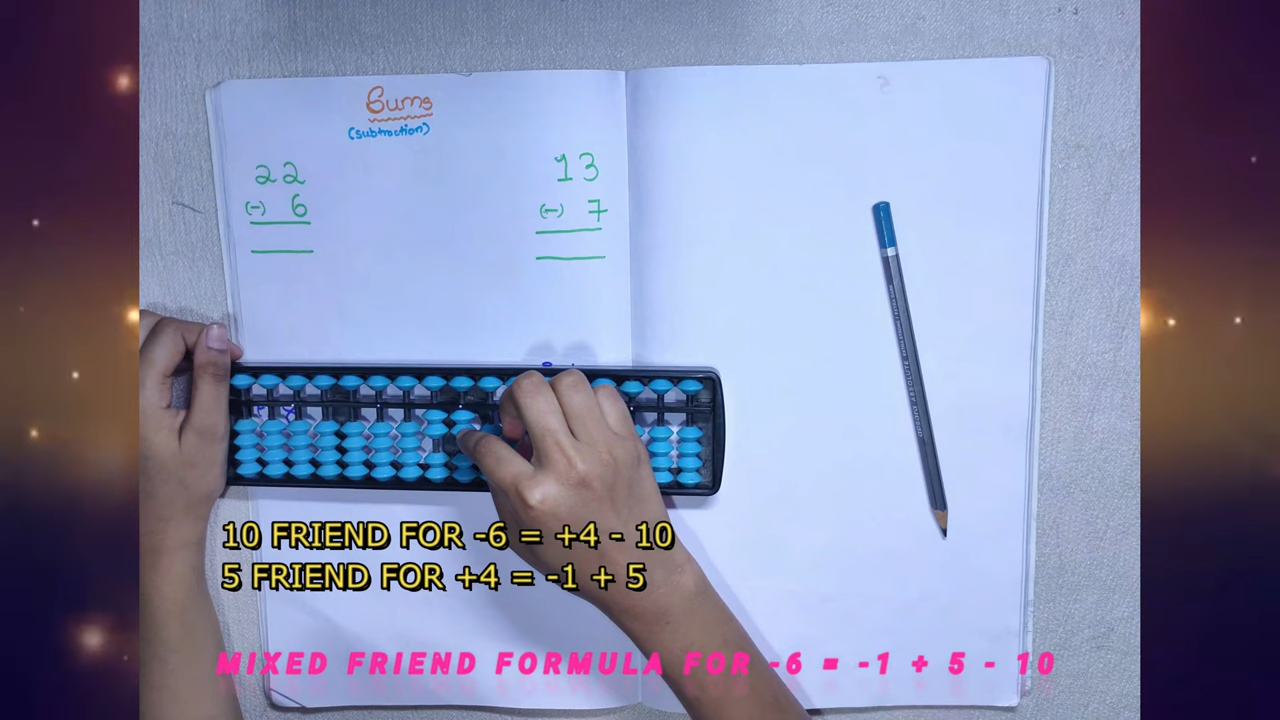 Sums
(subtraction)
22
(-) 6
13
(-) 7
10 FRIEND FOR -6 = +4 - 10
5 FRIEND FOR +4 = -1 + 5
MIXED FRIEND FORMULA FOR -6 = -1 + 5 - 10